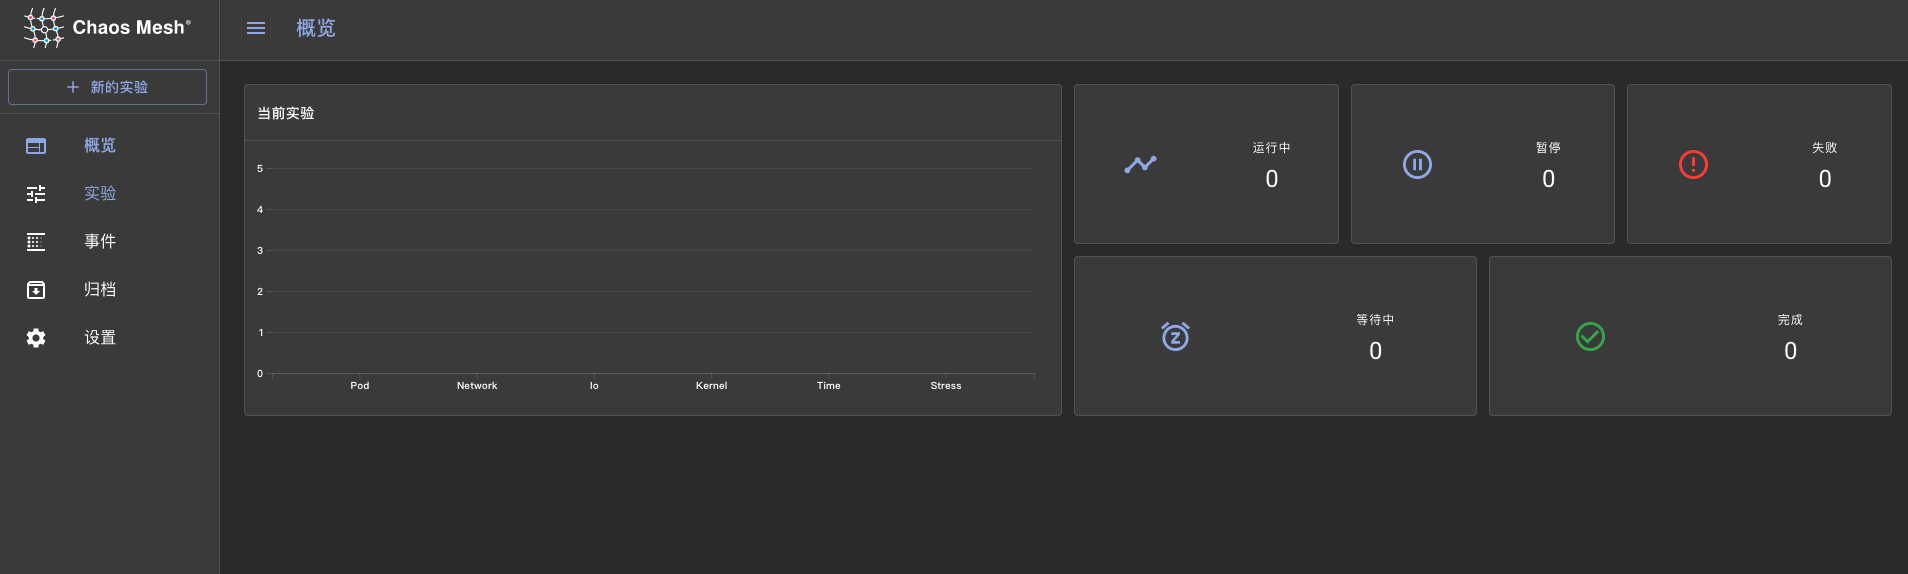 Chaos Mesh®
概览
+ 新的实验
概览
实验
事件
归档
设置
当前实验
5
4
3
2
1
0
Pod Network Io Kernel Time Stress
运行中
0
暂停
0
失败
0
等待中
0
完成
0